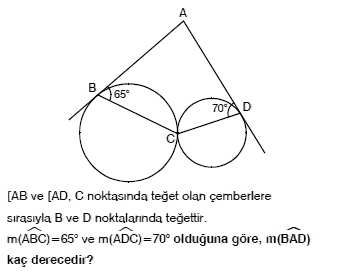 A
B
65°
70°
D
C
[AB ve [AD, C noktasında teğet olan çemberlere
sırasıyla B ve D noktalarında teğettir.
m(ABC)=65° ve m(ADC)=70° olduğuna göre, m(BAD)
kaç derecedir?